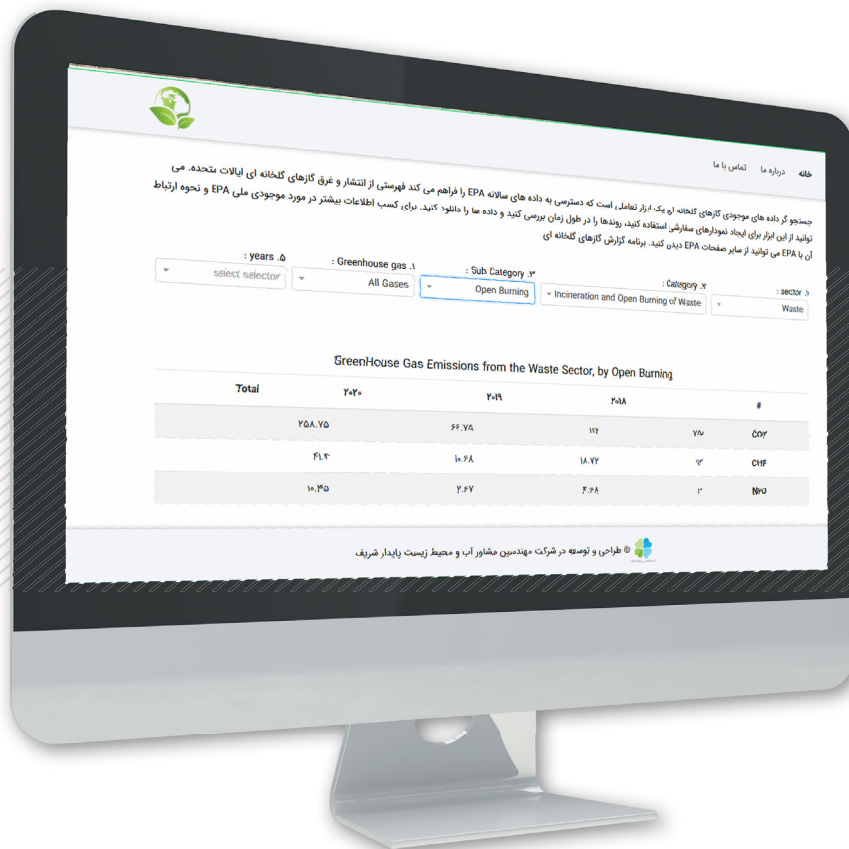 خانه درباره ما تماس با ما
جستجو گر داده های موجودی گازهای گلخانه ای یک ابزار تعاملی است که دسترسی به داده های سالانه EPA را فراهم می کند فهرستی از انتشار و غرق گازهای گلخانه ای ایالات متحده. می
توانید از این ابزار برای ایجاد نمودارهای سفارشی استفاده کنید، روندها را در طول زمان بررسی کنید و داده ها را دانلود کنید. برای کسب اطلاعات بیشتر در مورد موجودی ملی EPA و نحوه ارتباط
آن با EPA می توانید از سایر صفحات EPA دیدن کنید. برنامه گزارش گازهای گلخانه ای
sector : ۲. Category : ۳. Sub Category : ۱. Greenhouse gas : ۵. years :
Waste Incineration and Open Burning of Waste Open Burning All Gases select selector
GreenHouse Gas Emissions from the Waste Sector, by Open Burning
# ۲۰۱۸ ۲۰۱۹ ۲۰۲۰ Total
CO۲ ۶۶.۷۵ ۲۵۸.۷۵
CH۴ ۱۸.۷۲ ۱۰.۶۸ ۴۱.۴
N۲O ۴.۶۸ ۲.۶۷ ۱۰.۳۵
© طراحی و توسعه در شرکت مهندسین مشاور آب و محیط زیست پایدار شریف